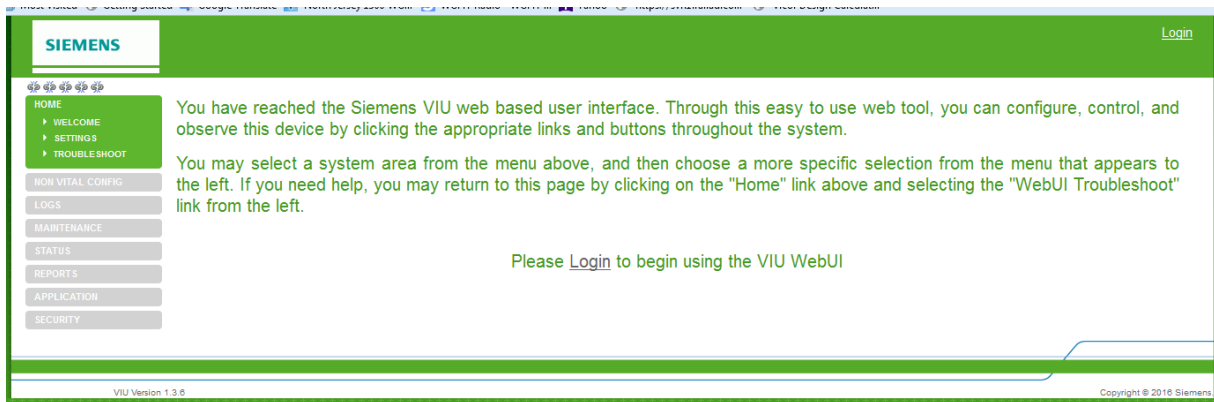 Login
SIEMENS
HOME
WELCOME
SETTINGS
TROUBLESHOOT
NON VITAL CONFIG
LOGS
MAINTENANCE
STATUS
REPORTS
APPLICATION
SECURITY
You have reached the Siemens VIU web based user interface. Through this easy to use web tool, you can configure, control, and
observe this device by clicking the appropriate links and buttons throughout the system.
You may select a system area from the menu above, and then choose a more specific selection from the menu that appears to
the left. If you need help, you may return to this page by clicking on the "Home" link above and selecting the "WebUI Troubleshoot"
link from the left.
Please Login to begin using the VIU WebUI
VIU Version 1.3.6
Copyright © 2016 Siemens.